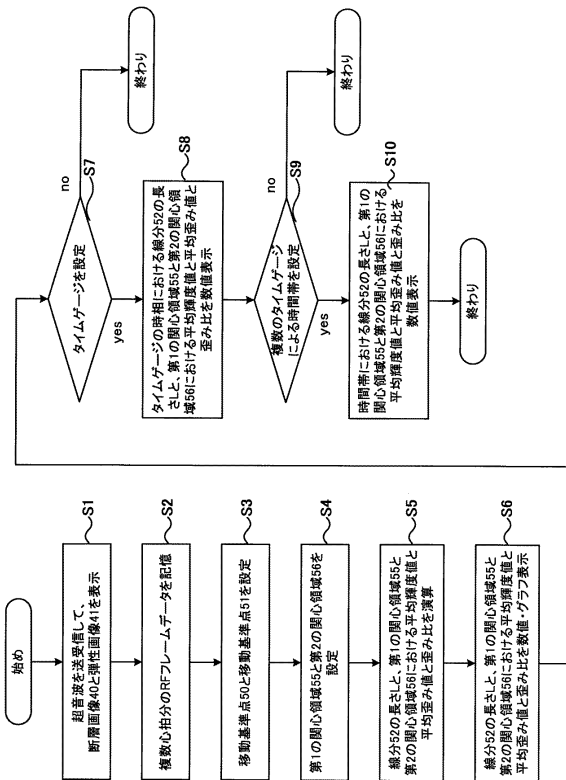 始め
超音波を送受信して、
断層画像40と弾性画像41を表示
S1
複数心拍分のRFフレームデータを記憶
S2
移動基準点50と移動基準点51を設定
S3
第1の関心領域55と第2の関心領域56を
設定
S4
線分52の長さLと、第1の関心領域55と
第2の関心領域56における平均輝度値と
平均歪み値と歪み比を演算
S5
線分52の長さLと、第1の関心領域55と
第2の関心領域56における平均輝度値と
平均歪み値と歪み比を数値・グラフ表示
S6
タイムゲージを設定
S7
no
終わり
yes
タイムゲージの時相における線分52の長
さLと、第1の関心領域55と第2の関心領
域56における平均輝度値と平均歪み値と
歪み比を数値表示
S8
複数のタイムゲージ
による時間帯を設定
S9
no
終わり
yes
時間帯における線分52の長さLと、第1の
関心領域55と第2の関心領域56における
平均輝度値と平均歪み値と歪み比を
数値表示
S10
終わり